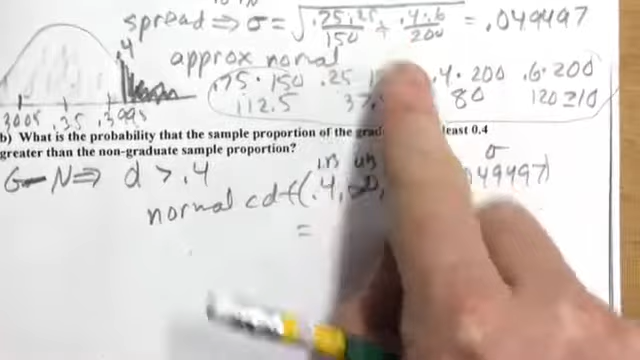 spread ⇒ σ = √ .75·.25/150 + .4·.6/200 = .049497
approx normal
.4
.75·150 .25 .4·200 .6·200
112.5 37. 80 120 ≥10
.3005 .35 .3995
b) What is the probability that the sample proportion of the least 0.4
greater than the non-graduate sample proportion?
G-N ⇒ d > .4
normal cdf(.4, 049497)
σ
=